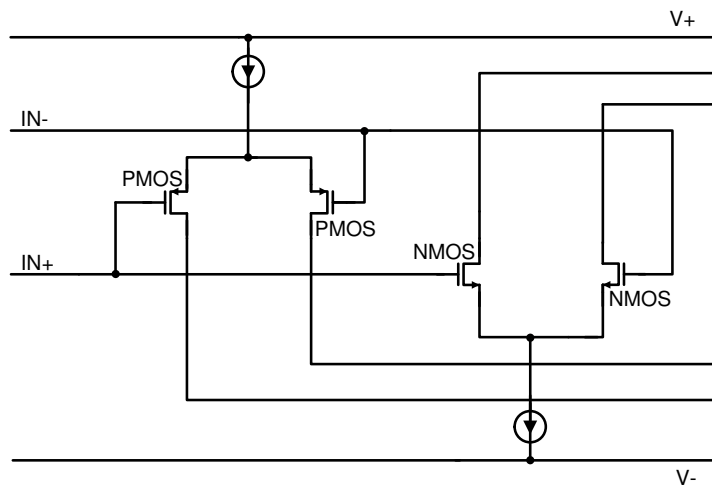 V+
IN-
PMOS
PMOS
NMOS
IN+
NMOS
V-